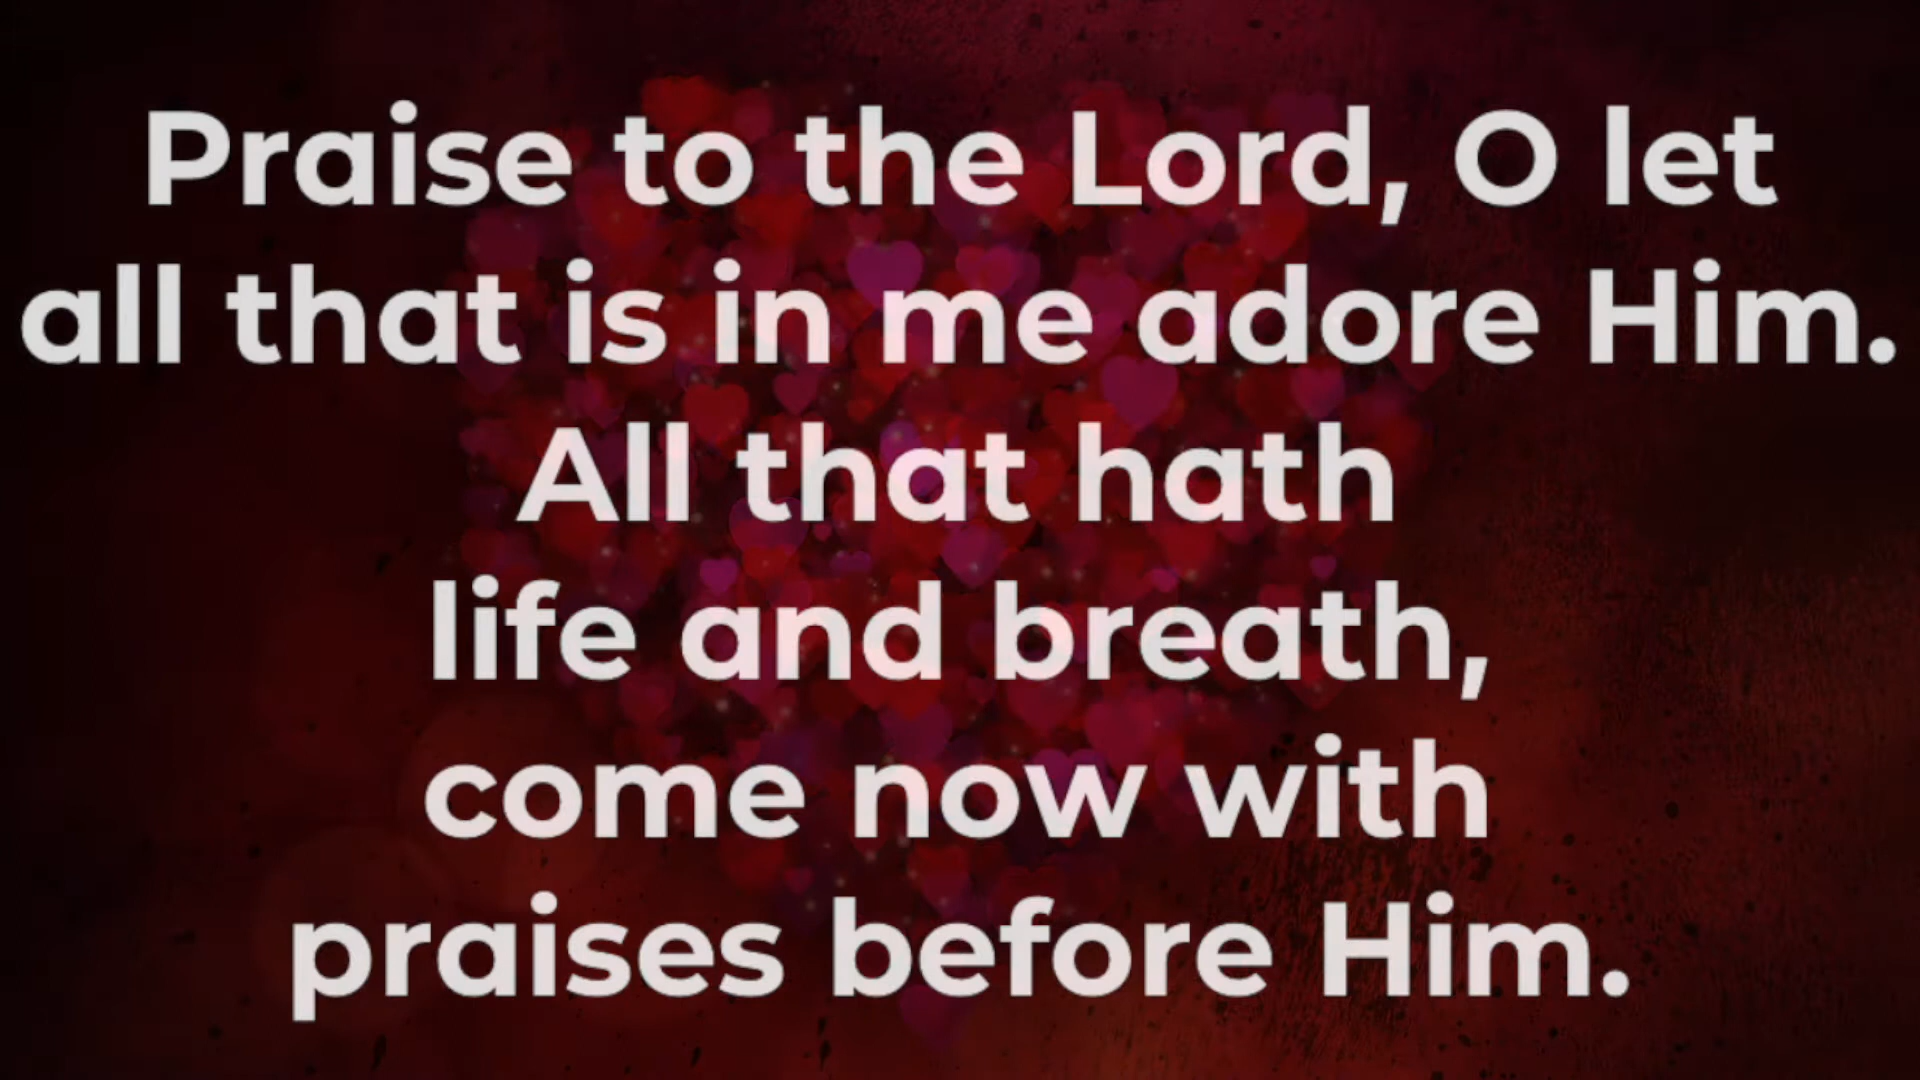 Praise to the Lord, O let
all that is in me adore Him.
All that hath
life and breath,
come now with
praises before Him.